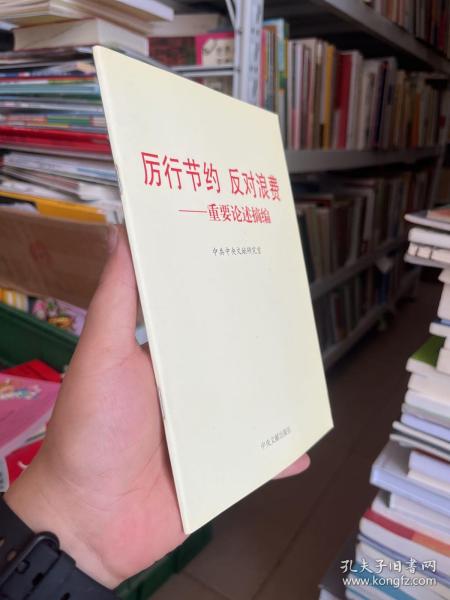 厉行节约 反对浪费
——重要论述摘编
中共中央文献研究室
中央文献出版社
孔夫子旧书网
www.kongfz.com